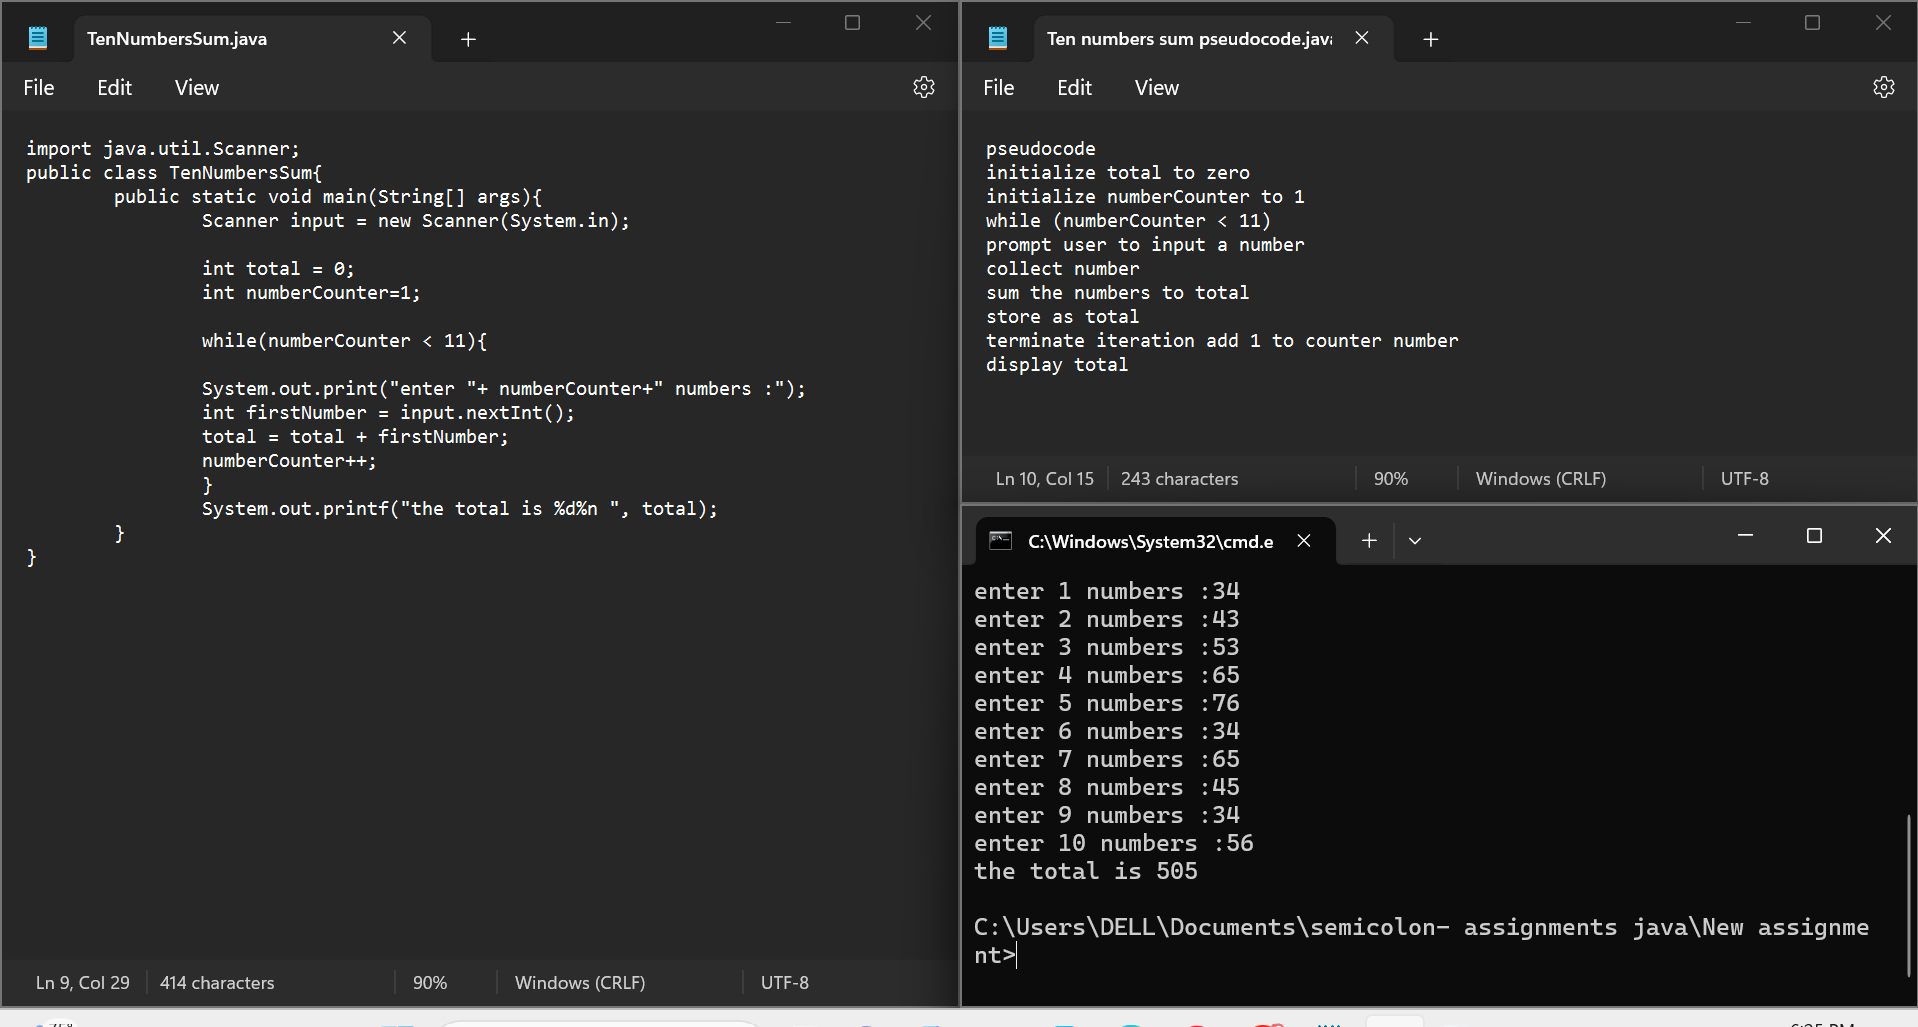 TenNumbersSum.java
File Edit View
import java.util.Scanner;
public class TenNumbersSum{
public static void main(String[] args){
Scanner input = new Scanner(System.in);
int total = 0;
int numberCounter=1;
while(numberCounter < 11){
System.out.print("enter "+ numberCounter+" numbers :");
int firstNumber = input.nextInt();
total = total + firstNumber;
numberCounter++;
}
System.out.printf("the total is %d%n ", total);
}
}
Ln 9, Col 29 414 characters 90% Windows (CRLF) UTF-8
Ten numbers sum pseudocode.java
File Edit View
pseudocode
initialize total to zero
initialize numberCounter to 1
while (numberCounter < 11)
prompt user to input a number
collect number
sum the numbers to total
store as total
terminate iteration add 1 to counter number
display total
Ln 10, Col 15 243 characters 90% Windows (CRLF) UTF-8
C:\Windows\System32\cmd.e
enter 1 numbers :34
enter 2 numbers :43
enter 3 numbers :53
enter 4 numbers :65
enter 5 numbers :76
enter 6 numbers :34
enter 7 numbers :65
enter 8 numbers :45
enter 9 numbers :34
enter 10 numbers :56
the total is 505
C:\Users\DELL\Documents\semicolon- assignments java\New assignme
nt>